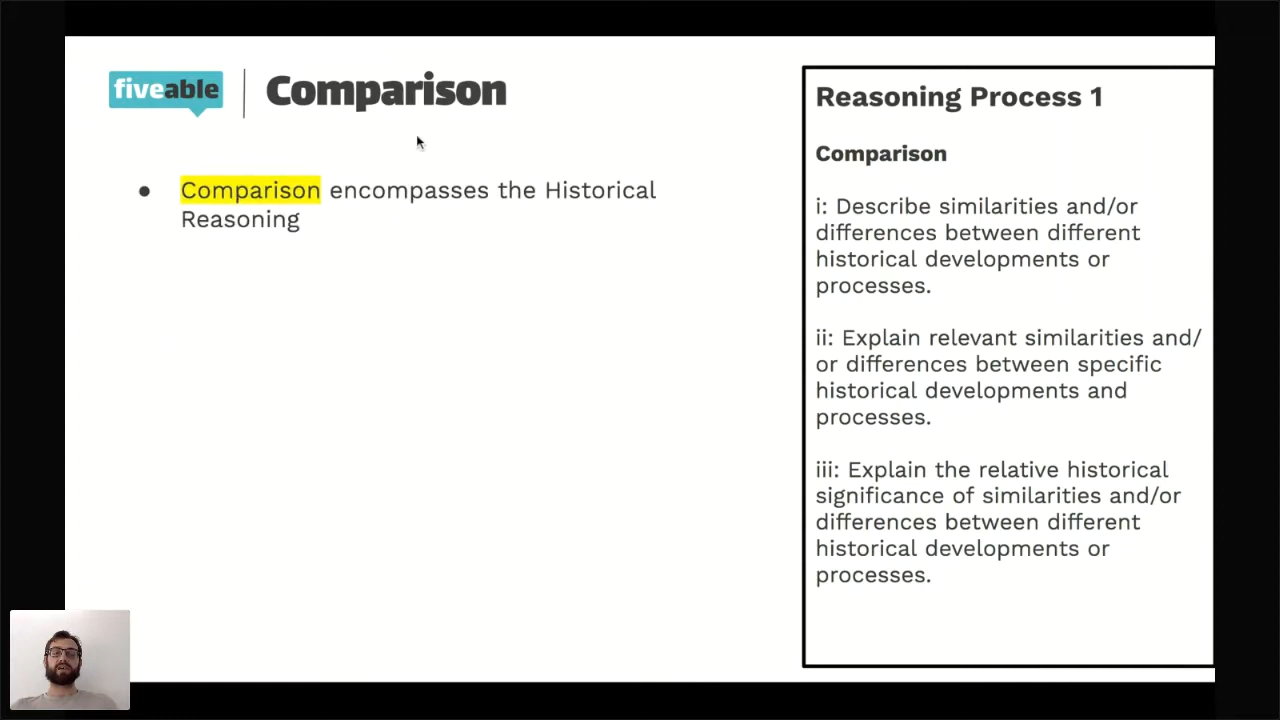 fiveable
Comparison
Comparison encompasses the Historical
Reasoning
Reasoning Process 1
Comparison
i: Describe similarities and/or
differences between different
historical developments or
processes.
ii: Explain relevant similarities and/
or differences between specific
historical developments and
processes.
iii: Explain the relative historical
significance of similarities and/or
differences between different
historical developments or
processes.